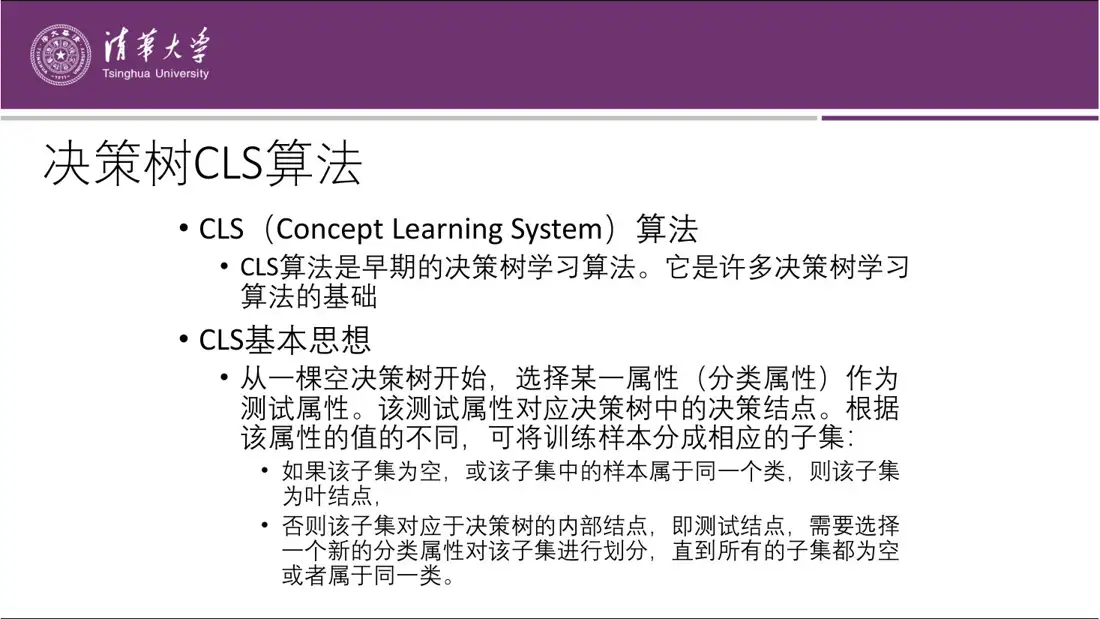 清华大学
Tsinghua University
决策树CLS算法
• CLS（Concept Learning System）算法
• CLS算法是早期的决策树学习算法。它是许多决策树学习
算法的基础
• CLS基本思想
• 从一棵空决策树开始，选择某一属性（分类属性）作为
测试属性。该测试属性对应决策树中的决策结点。根据
该属性的值的不同，可将训练样本分成相应的子集：
• 如果该子集为空，或该子集中的样本属于同一个类，则该子集
为叶结点，
• 否则该子集对应于决策树的内部结点，即测试结点，需要选择
一个新的分类属性对该子集进行划分，直到所有的子集都为空
或者属于同一类。